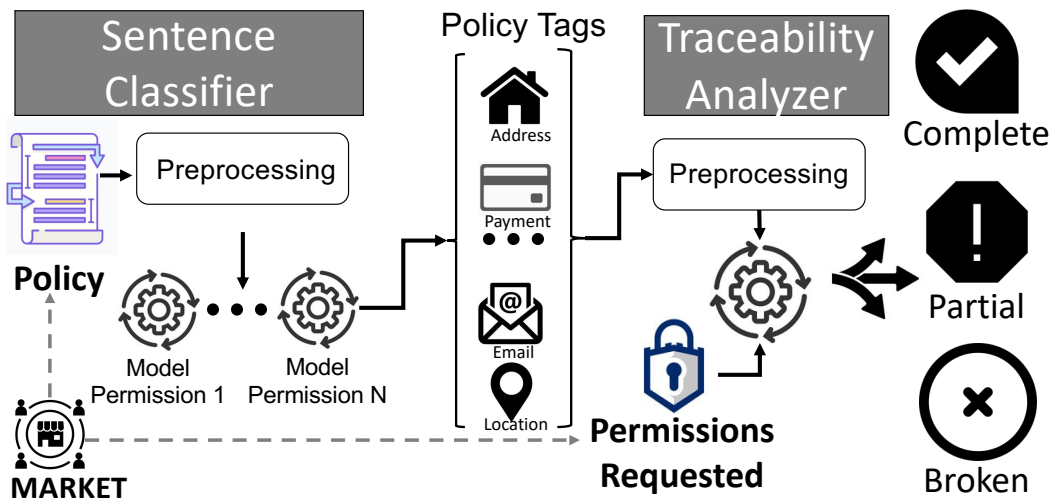 Sentence
Classifier
Policy Tags
Traceability
Analyzer
Preprocessing
Policy
Model
Permission 1
Model
Permission N
MARKET
Address
Payment
@
Email
Location
Preprocessing
Permissions
Requested
Complete
!
Partial
Broken